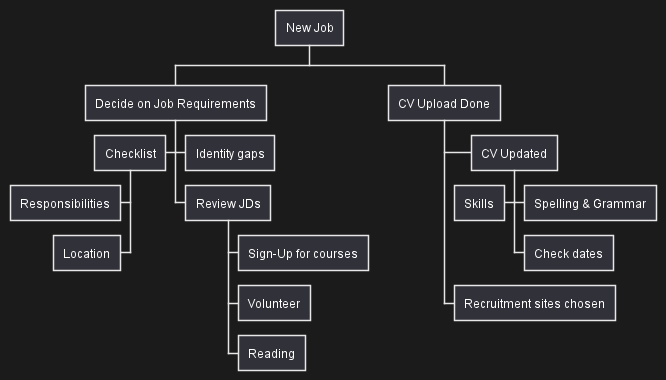 New Job
Decide on Job Requirements
CV Upload Done
Checklist
Identity gaps
CV Updated
Responsibilities
Review JDs
Skills
Spelling & Grammar
Location
Sign-Up for courses
Check dates
Volunteer
Recruitment sites chosen
Reading